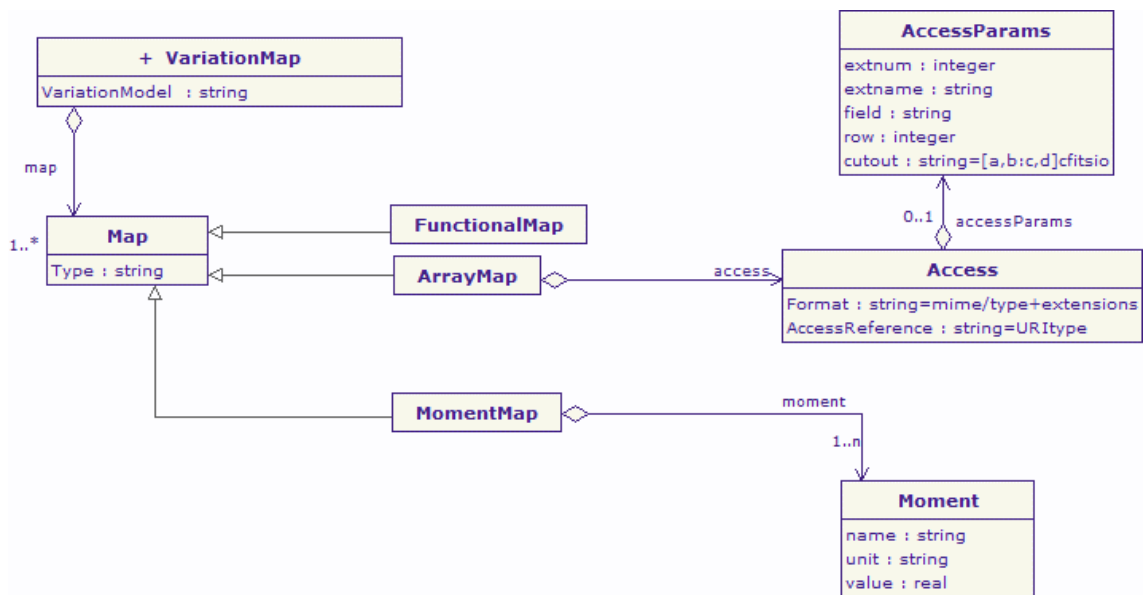 + VariationMap
VariationModel : string
map
1..*
Map
Type : string
FunctionalMap
ArrayMap
access
AccessParams
extnum : integer
extname : string
field : string
row : integer
cutout : string=[a,b:c,d]cfitsio
0..1
accessParams
Access
Format : string=mime/type+extensions
AccessReference : string=URItype
MomentMap
moment
1..n
Moment
name : string
unit : string
value : real